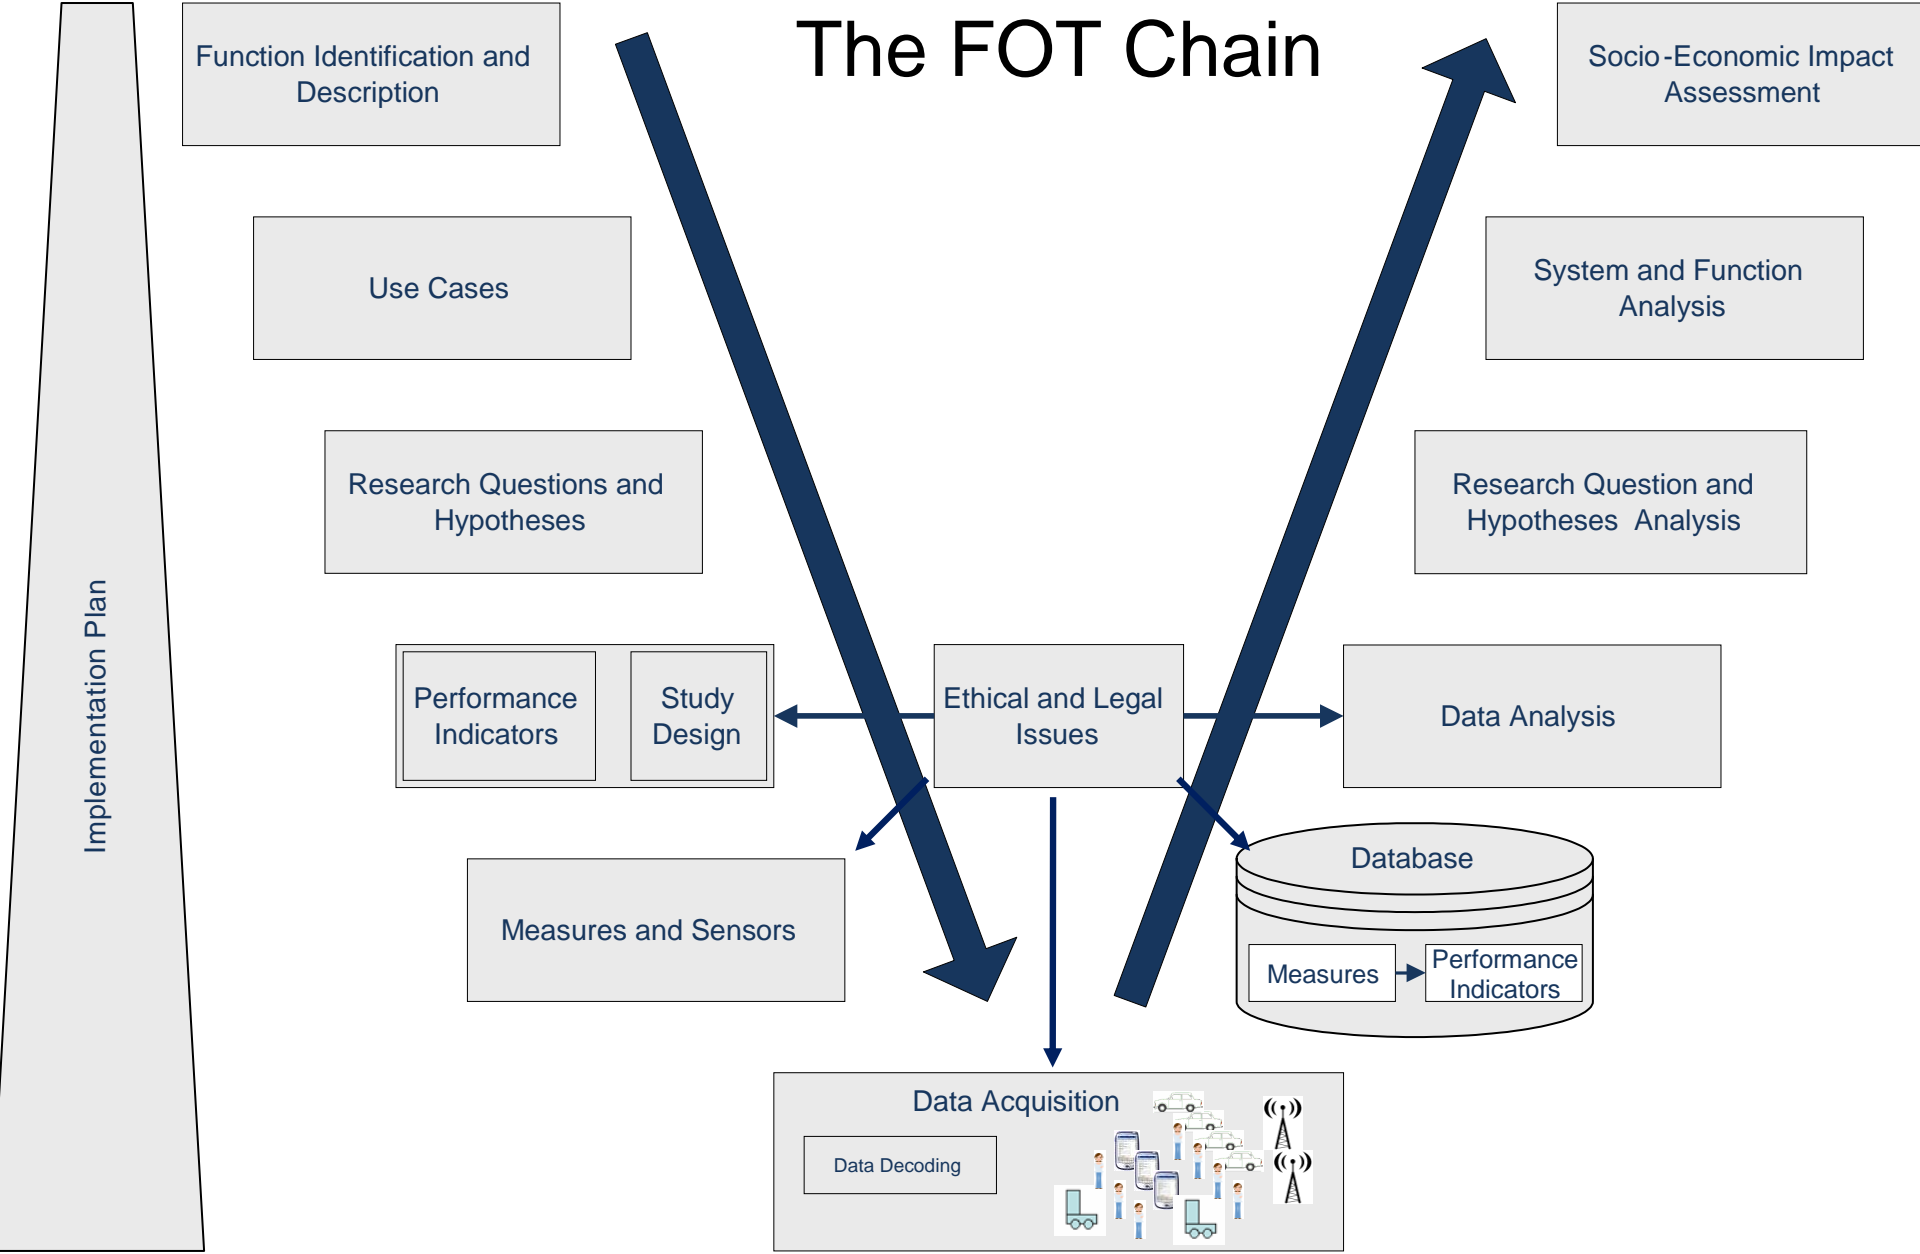 The FOT Chain
Function Identification and
Description
Socio-Economic Impact
Assessment
Use Cases
System and Function
Analysis
Research Questions and
Hypotheses
Research Question and
Hypotheses Analysis
Implementation Plan
Performance
Indicators
Study
Design
Ethical and Legal
Issues
Data Analysis
Measures and Sensors
Database
Measures
Performance
Indicators
Data Acquisition
Data Decoding